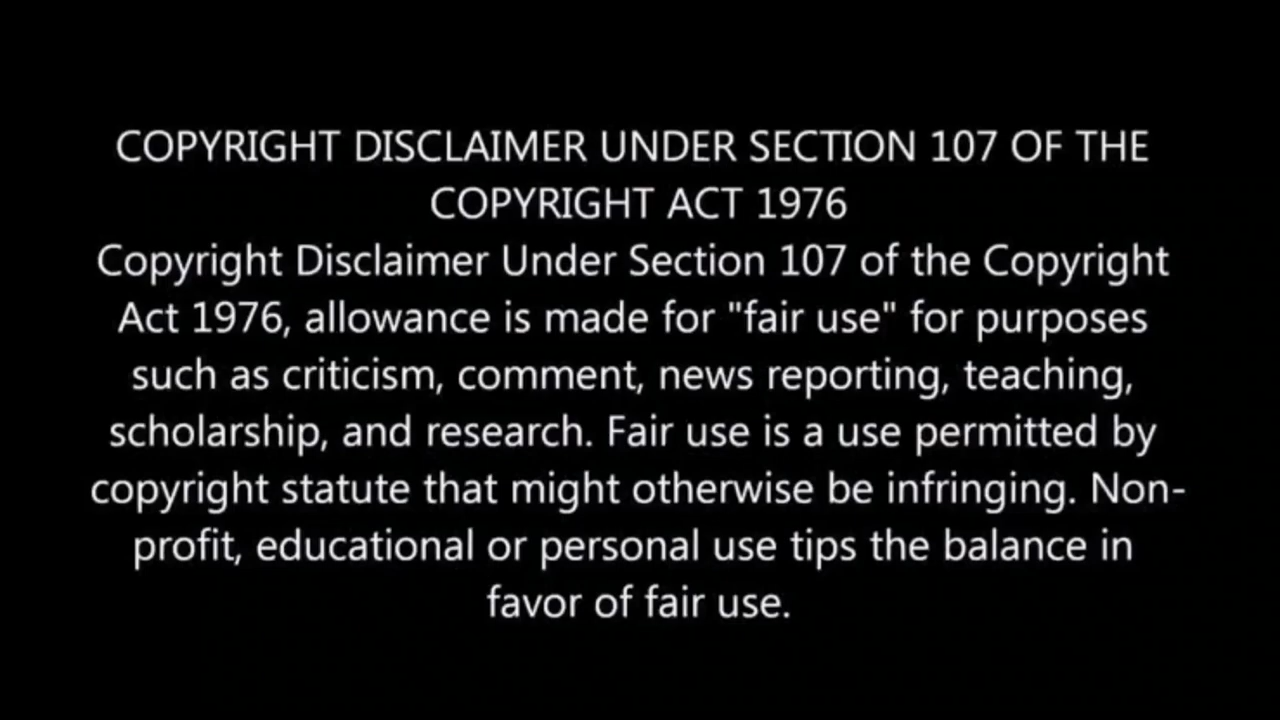 COPYRIGHT DISCLAIMER UNDER SECTION 107 OF THE
COPYRIGHT ACT 1976
Copyright Disclaimer Under Section 107 of the Copyright
Act 1976, allowance is made for "fair use" for purposes
such as criticism, comment, news reporting, teaching,
scholarship, and research. Fair use is a use permitted by
copyright statute that might otherwise be infringing. Non-
profit, educational or personal use tips the balance in
favor of fair use.